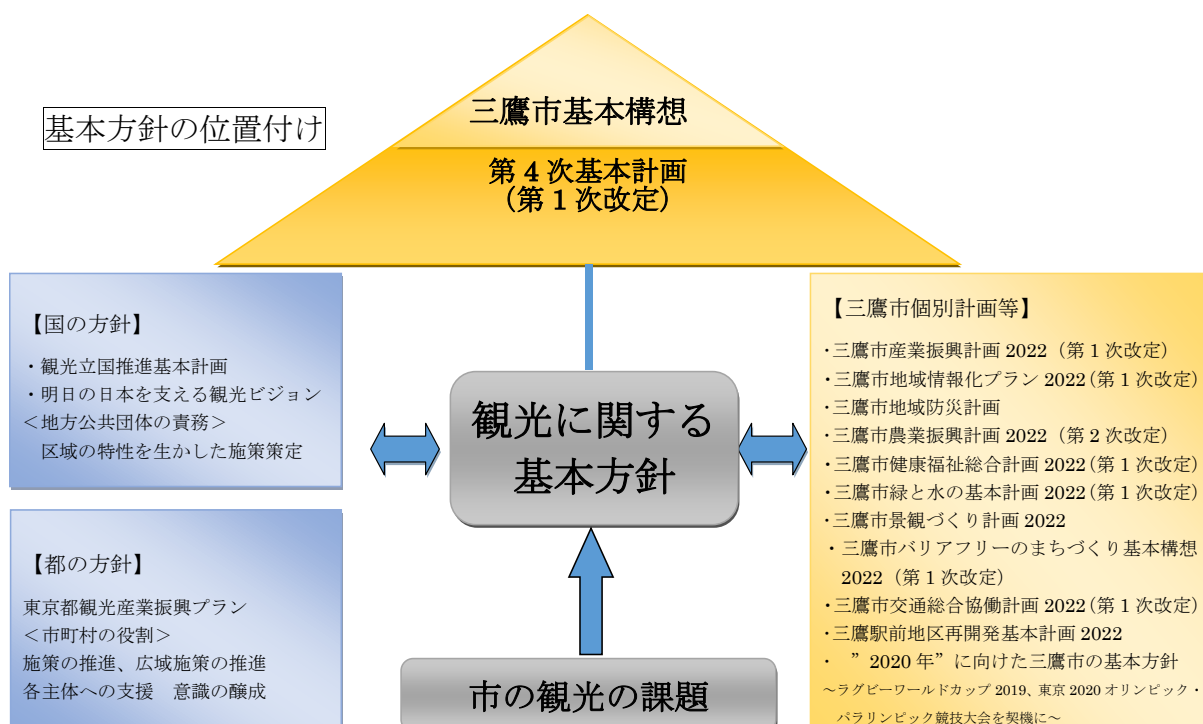 基本方針の位置付け
三鷹市基本構想
第4次基本計画
(第1次改定)
【国の方針】
・観光立国推進基本計画
・明日の日本を支える観光ビジョン
<地方公共団体の責務>
区域の特性を生かした施策策定
【都の方針】
東京都観光産業振興プラン
<市町村の役割>
施策の推進、広域施策の推進
各主体への支援 意識の醸成
観光に関する
基本方針
市の観光の課題
【三鷹市個別計画等】
・三鷹市産業振興計画 2022(第1次改定)
・三鷹市地域情報化プラン 2022(第1次改定)
・三鷹市地域防災計画
・三鷹市農業振興計画 2022(第2次改定)
・三鷹市健康福祉総合計画 2022(第1次改定)
・三鷹市緑と水の基本計画 2022(第1次改定)
・三鷹市景観づくり計画 2022
・三鷹市バリアフリーのまちづくり基本構想
2022(第1次改定)
・三鷹市交通総合協働計画 2022(第1次改定)
・三鷹駅前地区再開発基本計画 2022
・ ”2020年”に向けた三鷹市の基本方針
~ラグビーワールドカップ 2019、東京 2020 オリンピック・
パラリンピック競技大会を契機に~